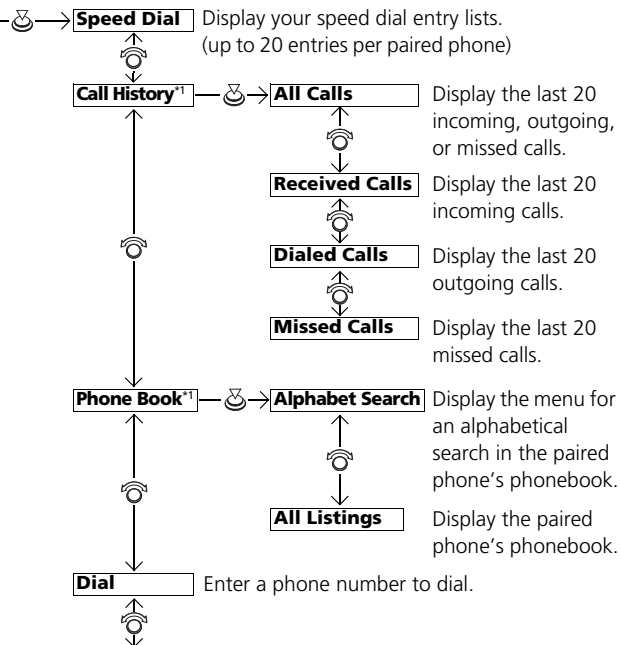 Speed Dial Display your speed dial entry lists.
(up to 20 entries per paired phone)
Call History*1 All Calls Display the last 20
incoming, outgoing,
or missed calls.
Received Calls Display the last 20
incoming calls.
Dialed Calls Display the last 20
outgoing calls.
Missed Calls Display the last 20
missed calls.
Phone Book*1 Alphabet Search Display the menu for
an alphabetical
search in the paired
phone's phonebook.
All Listings Display the paired
phone's phonebook.
Dial Enter a phone number to dial.